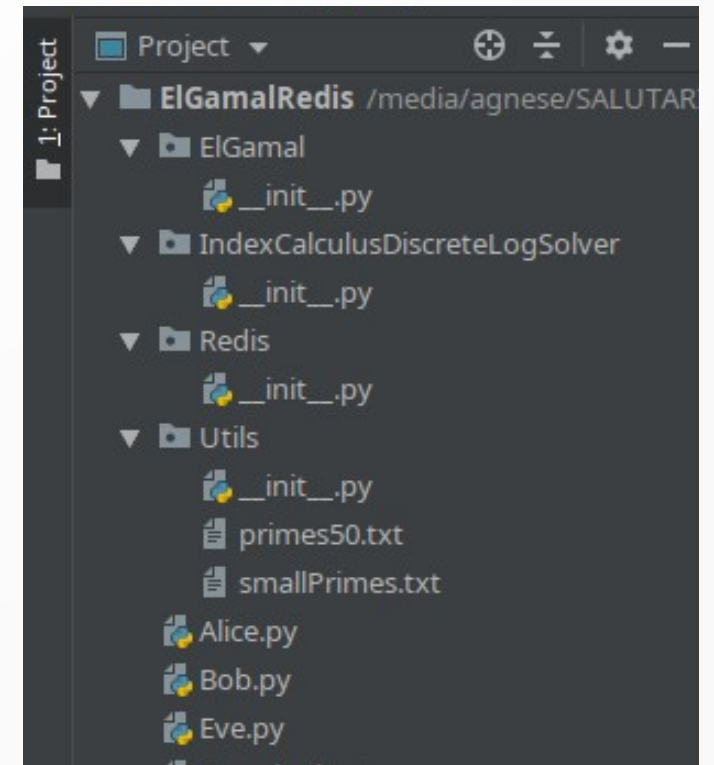 1: Project
Project
ElGamalRedis /media/agnese/SALUTAR
ElGamal
__init__.py
IndexCalculusDiscreteLogSolver
__init__.py
Redis
__init__.py
Utils
__init__.py
primes50.txt
smallPrimes.txt
Alice.py
Bob.py
Eve.py